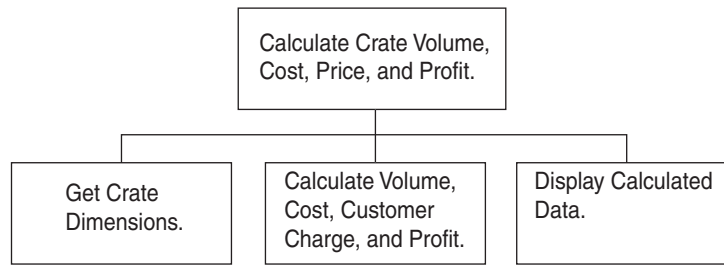 Calculate Crate Volume,
Cost, Price, and Profit.
Get Crate
Dimensions.
Calculate Volume,
Cost, Customer
Charge, and Profit.
Display Calculated
Data.